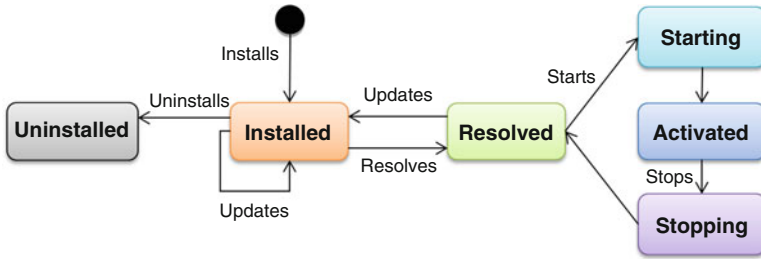 Installs
Starting
Starts
Uninstalls
Updates
Uninstalled
Installed
Resolved
Activated
Resolves
Stops
Updates
Stopping